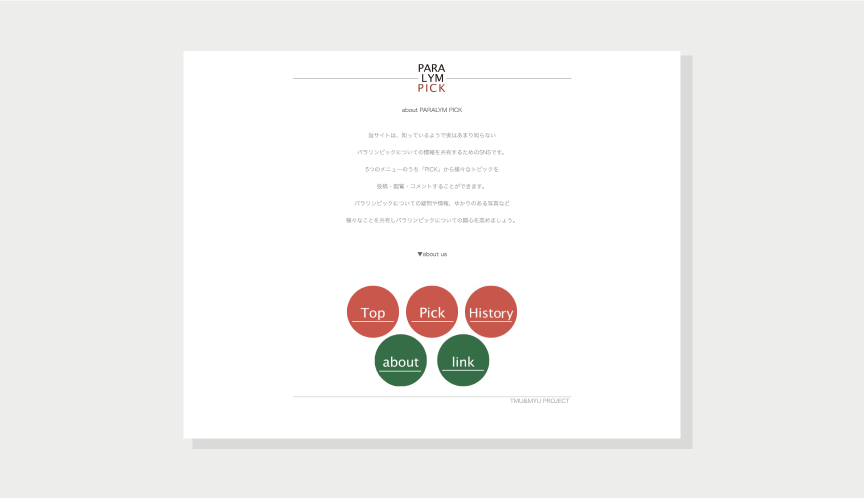 PARA
LYM
PICK
about PARALYM PICK
当サイトは、知っているようで実はあまり知らない
パラリンピックについての情報を共有するためのSNSです。
5つのメニューのうち「PICK」から様々なトピックを
投稿・閲覧・コメントすることができます。
パラリンピックについての疑問や情報、ゆかりのある写真など
様々なことを共有しパラリンピックについての関心を高めましょう。
▼about us
Top Pick History
about link
TMU&MYU PROJECT